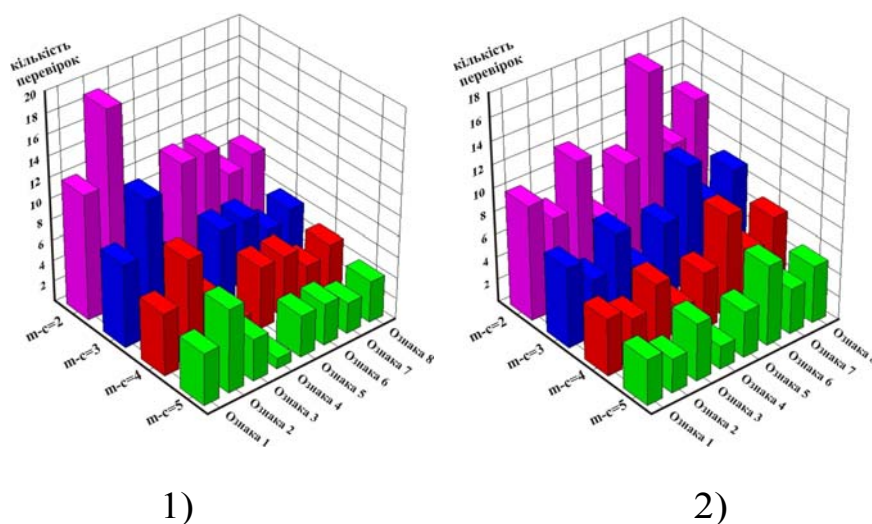 кількість
перевірок
20
18
16
14
12
10
8
6
4
2
m-c=2
m-c=3
m-c=4
m-c=5
Ознака 1
Ознака 2
Ознака 3
Ознака 4
Ознака 5
Ознака 6
Ознака 7
Ознака 8
1)
кількість
перевірок
18
16
14
12
10
8
6
4
2
m-c=2
m-c=3
m-c=4
m-c=5
Ознака 1
Ознака 2
Ознака 3
Ознака 4
Ознака 5
Ознака 6
Ознака 7
Ознака 8
2)